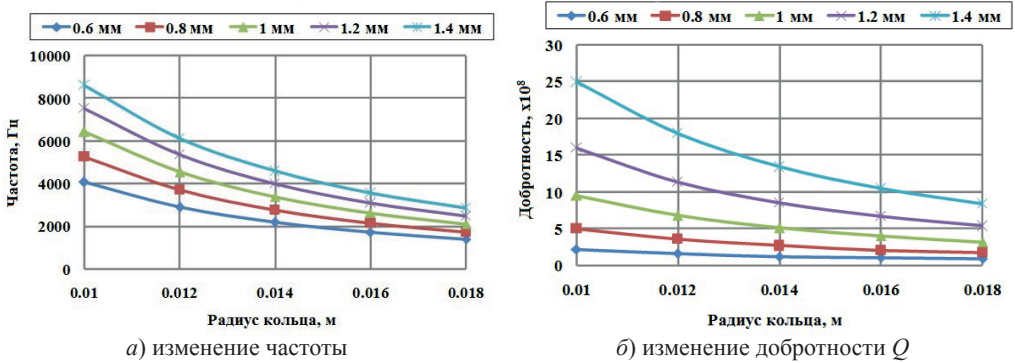 0.6 мм 0.8 мм 1 мм 1.2 мм 1.4 мм
10000
8000
6000
4000
2000
0
Частота, Гц
0.01 0.012 0.014 0.016 0.018
Радиус кольца, м
а) изменение частоты
0.6 мм 0.8 мм 1 мм 1.2 мм 1.4 мм
30
25
20
15
10
5
0
Добротность, x10⁸
0.01 0.012 0.014 0.016 0.018
Радиус кольца, м
б) изменение добротности Q